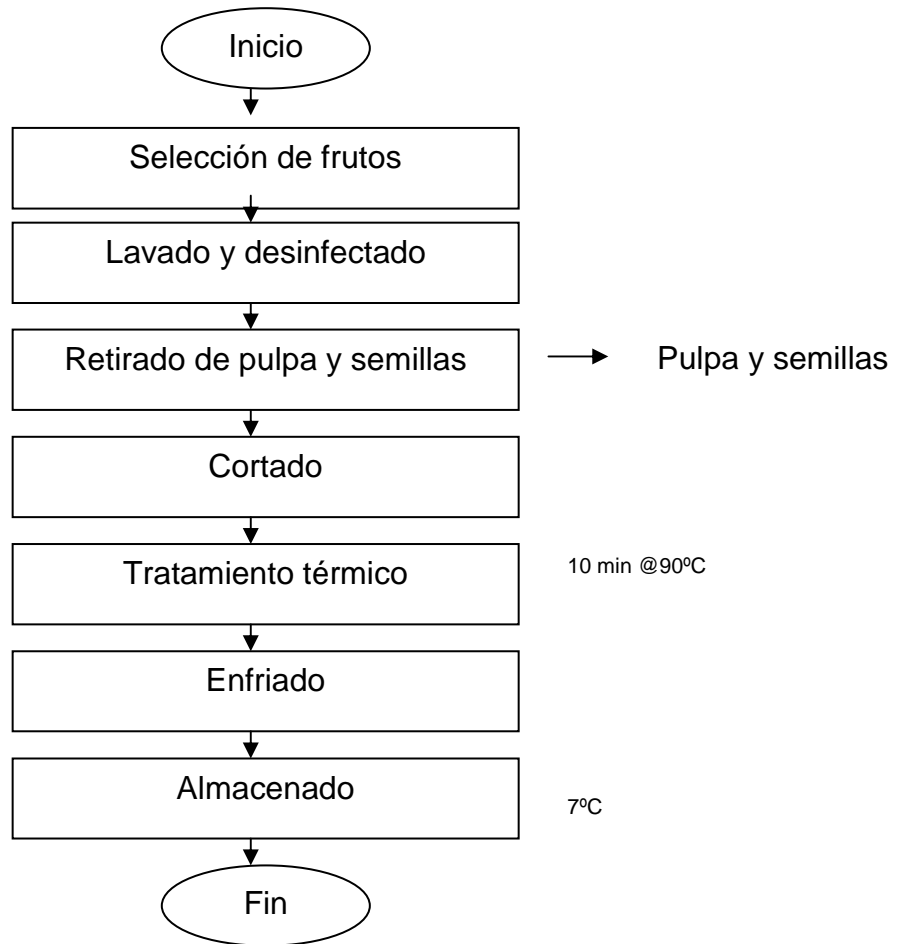 Inicio
Selección de frutos
Lavado y desinfectado
Retirado de pulpa y semillas
Pulpa y semillas
Cortado
Tratamiento térmico
10 min @90ºC
Enfriado
Almacenado
7ºC
Fin